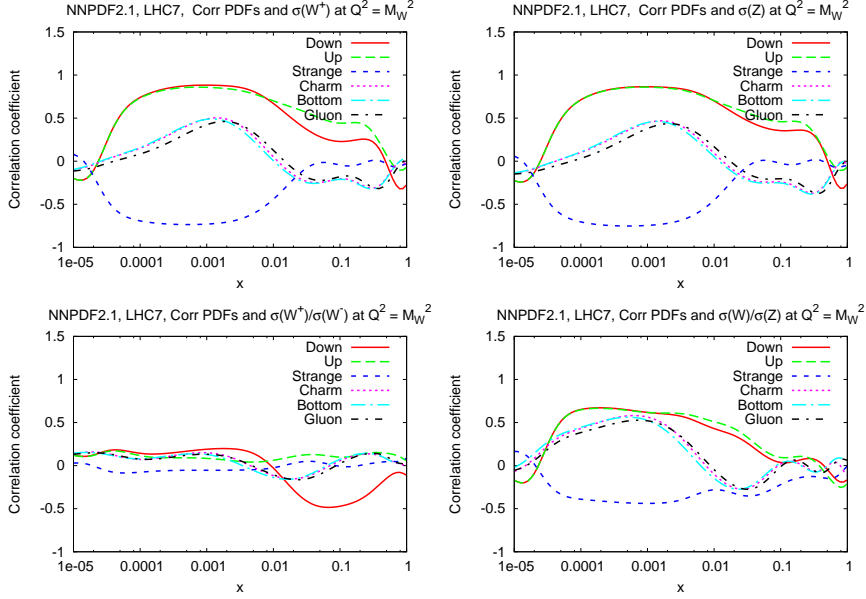 NNPDF2.1, LHC7, Corr PDFs and σ(W⁺) at Q² = M_W²
Down
Up
Strange
Charm
Bottom
Gluon
Correlation coefficient
1.5
1
0.5
0
-0.5
-1
1e-05 0.0001 0.001 0.01 0.1 1
x
NNPDF2.1, LHC7, Corr PDFs and σ(Z) at Q² = M_W²
Down
Up
Strange
Charm
Bottom
Gluon
Correlation coefficient
1.5
1
0.5
0
-0.5
-1
1e-05 0.0001 0.001 0.01 0.1 1
x
NNPDF2.1, LHC7, Corr PDFs and σ(W⁺)/σ(W⁻) at Q² = M_W²
Down
Up
Strange
Charm
Bottom
Gluon
Correlation coefficient
1.5
1
0.5
0
-0.5
-1
1e-05 0.0001 0.001 0.01 0.1 1
x
NNPDF2.1, LHC7, Corr PDFs and σ(W)/σ(Z) at Q² = M_W²
Down
Up
Strange
Charm
Bottom
Gluon
Correlation coefficient
1.5
1
0.5
0
-0.5
-1
1e-05 0.0001 0.001 0.01 0.1 1
x